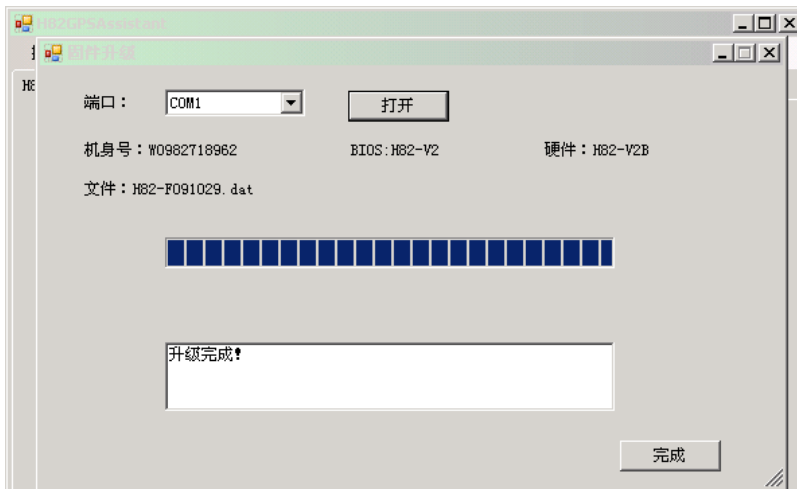 H82GPSAssistant
固件升级
端口： COM1 打开
机身号：W0982718962 BIOS:H82-V2 硬件：H82-V2B
文件：H82-F091029.dat
升级完成!
完成